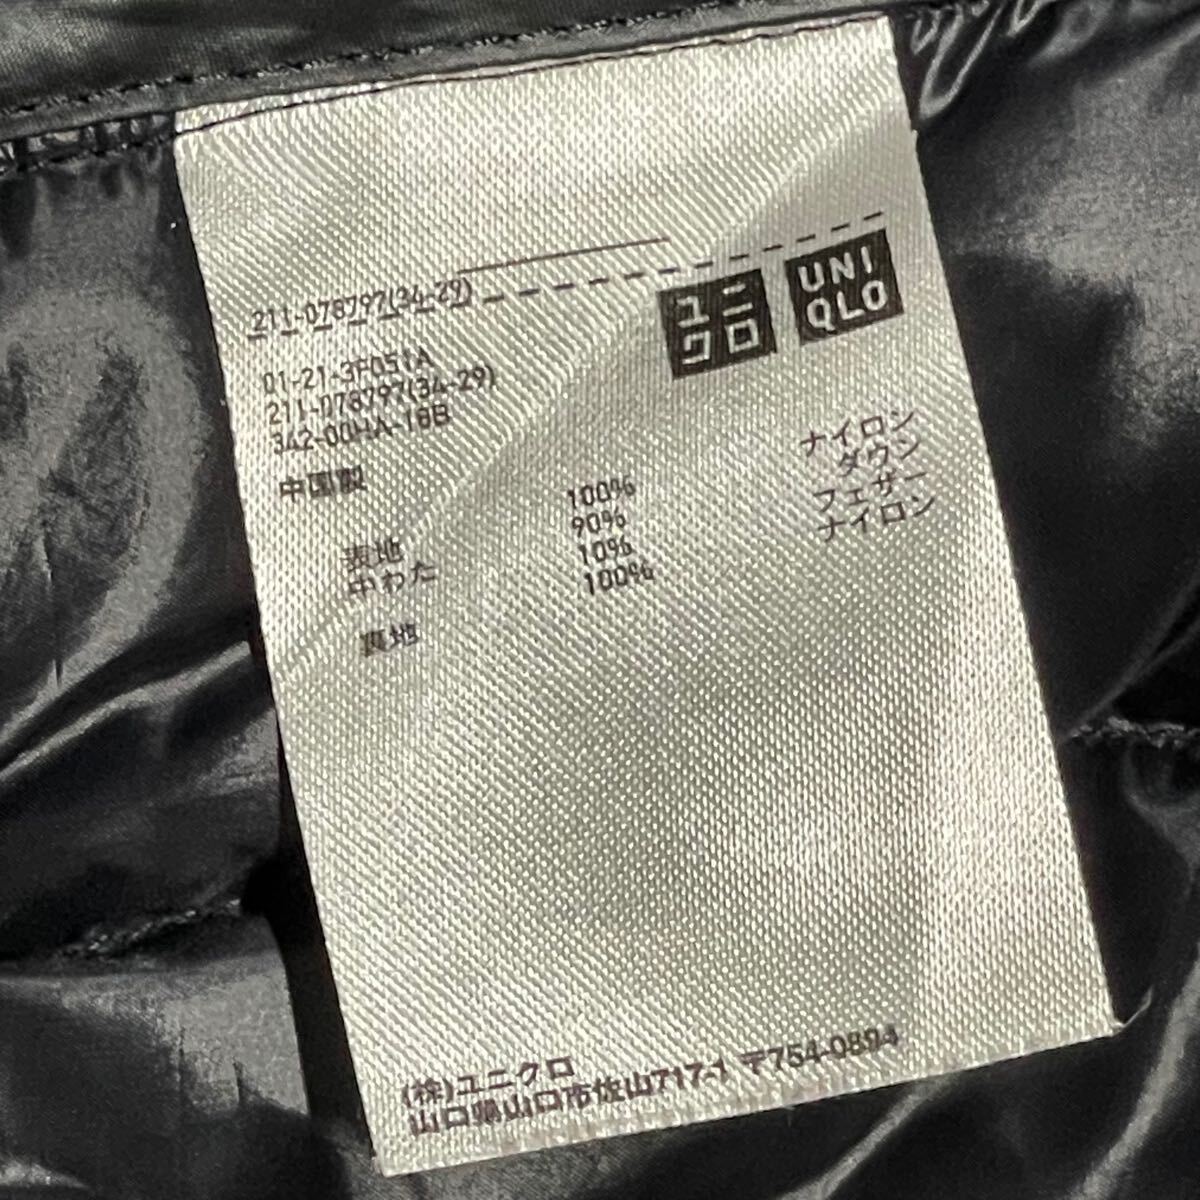 211-078797(34-29)
ユニクロ
UNIQLO
01-21-3F051A
211-078797(34-29)
342-00HA-18B
中国製
表地 100% ナイロン
中わた 90% ダウン
10% フェザー
裏地 100% ナイロン
(株)ユニクロ
山口県山口市佐山717-1 〒754-0894